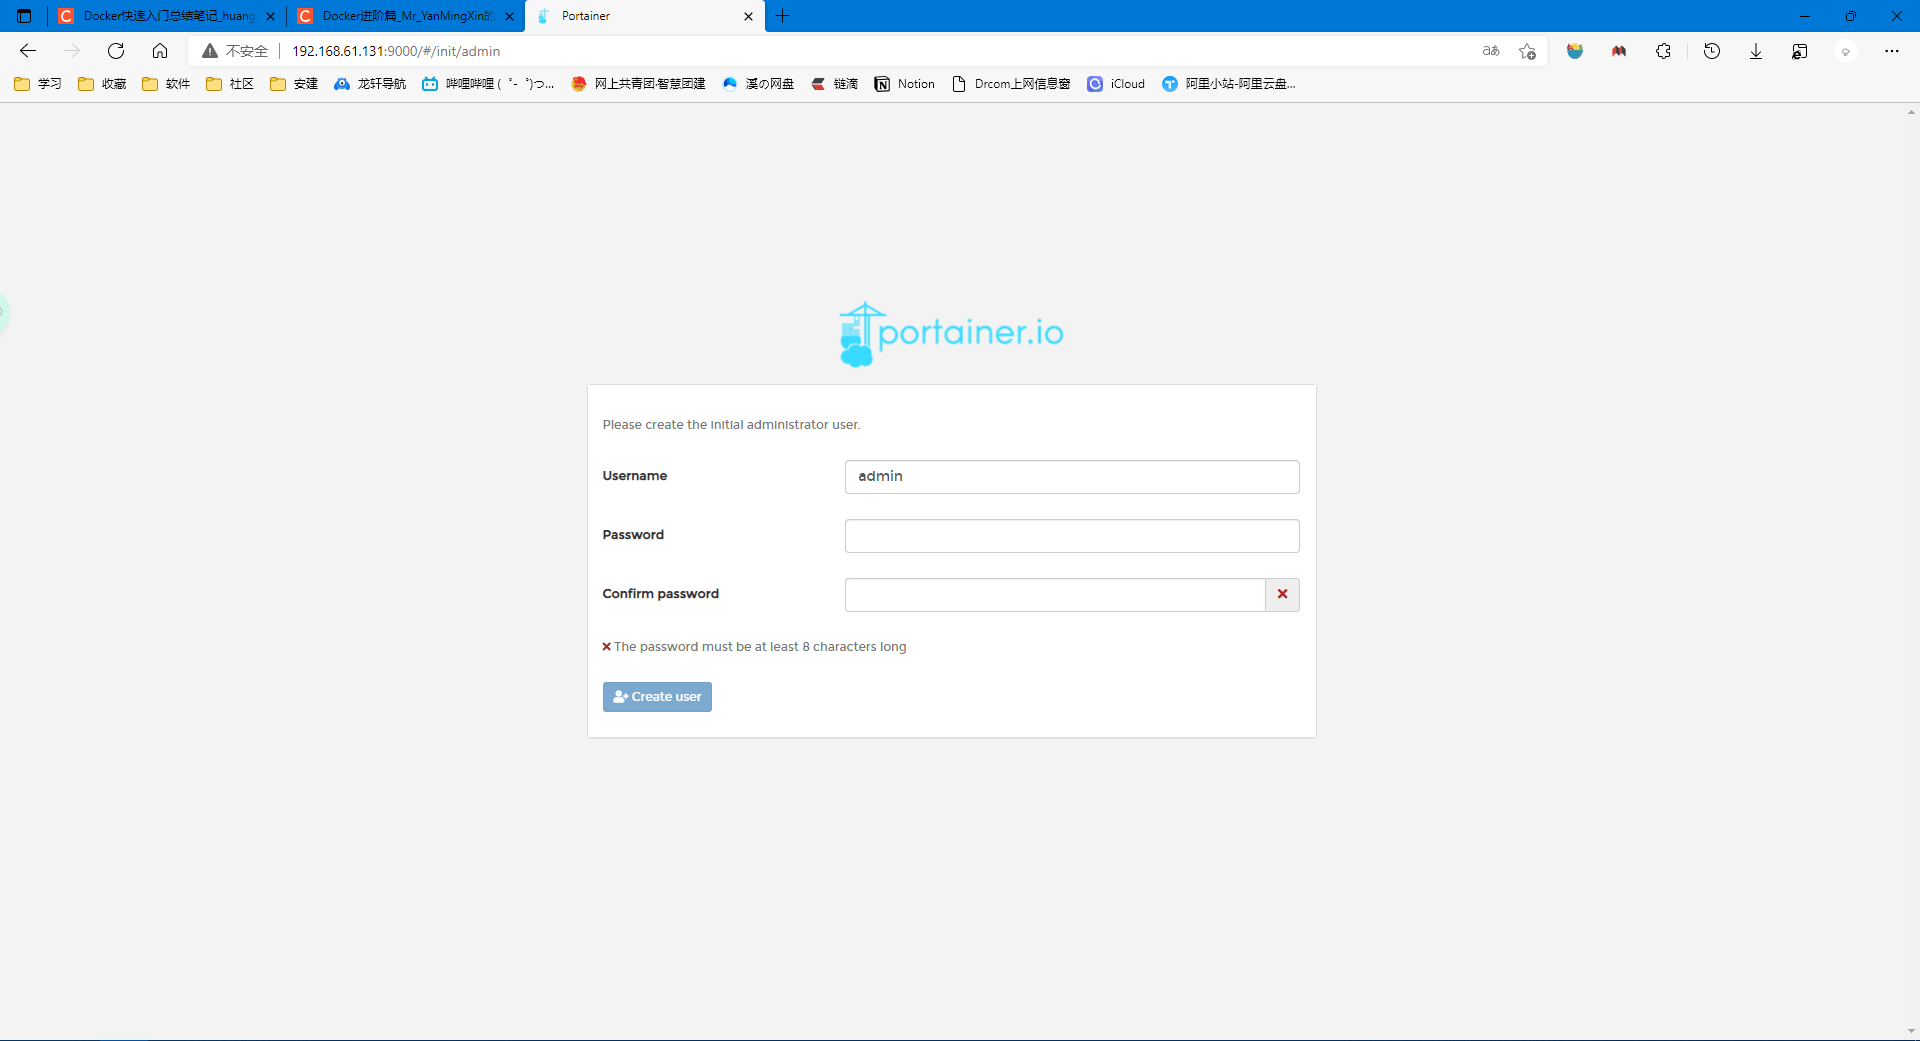 Docker快速入门总结笔记_huang
Docker进阶篇_Mr_YanMingXin的
Portainer
不安全
192.168.61.131:9000/#/init/admin
aあ
学习
收藏
软件
社区
安建
龙轩导航
哔哩哔哩 ( ゜- ゜)つ...
网上共青团·智慧团建
溪の网盘
链滴
Notion
Drcom上网信息窗
iCloud
阿里小站-阿里云盘...
portainer.io
Please create the initial administrator user.
Username
admin
Password
Confirm password
The password must be at least 8 characters long
Create user